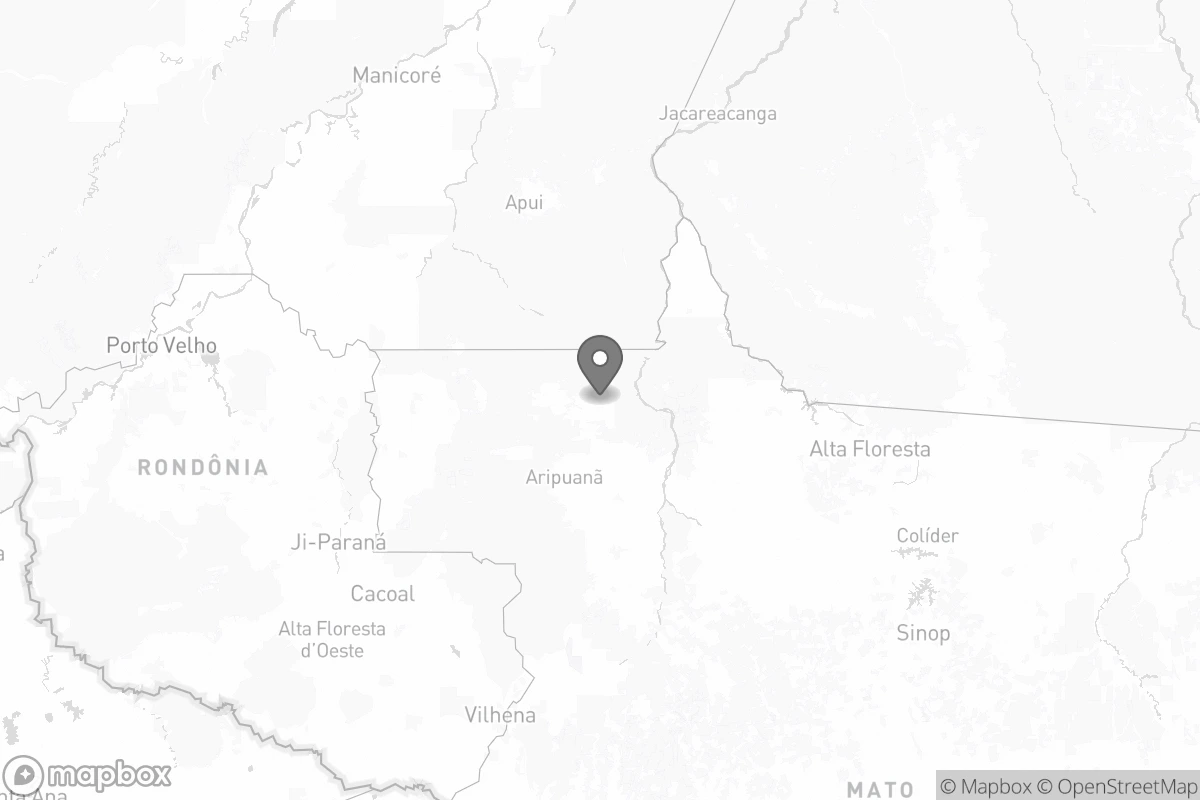 Manicoré
Jacareacanga
Apui
Porto Velho
Alta Floresta
RONDÔNIA
Aripuanã
Colíder
Ji-Paraná
Cacoal
Alta Floresta
d'Oeste
Sinop
Vilhena
mapbox
MATO
© Mapbox © OpenStreetMap
Ana